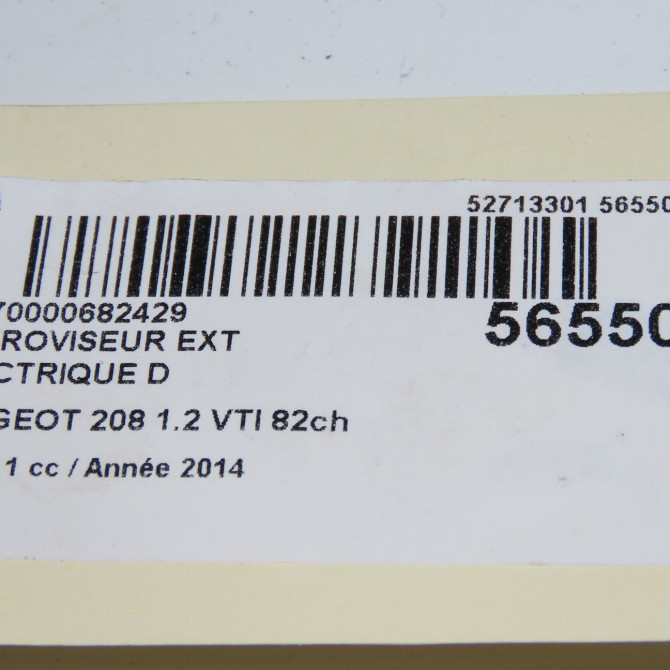 52713301 56550
70000682429
56550
ROVISEUR EXT
CTRIQUE D
GEOT 208 1.2 VTI 82ch
1 cc / Année 2014